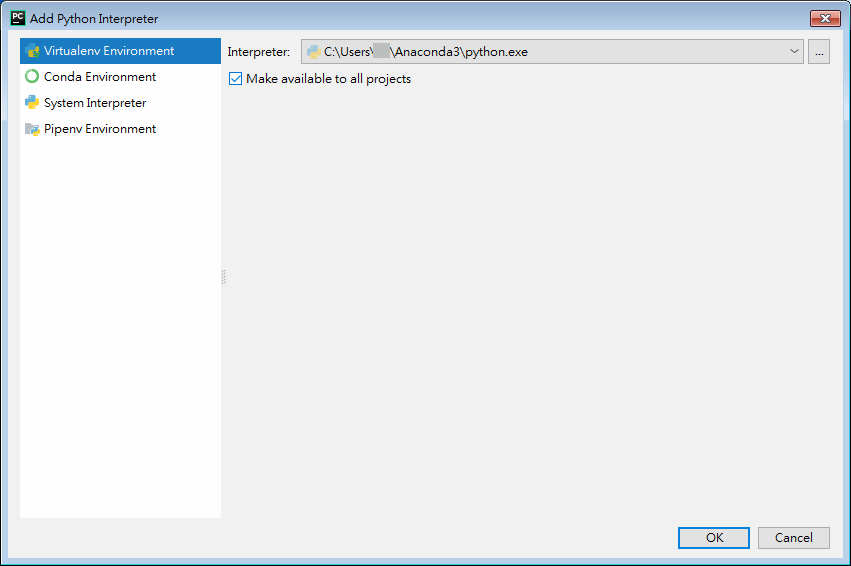 PC Add Python Interpreter
Virtualenv Environment
Conda Environment
System Interpreter
Pipenv Environment
Interpreter: C:\Users\ \Anaconda3\python.exe ...
Make available to all projects
OK Cancel